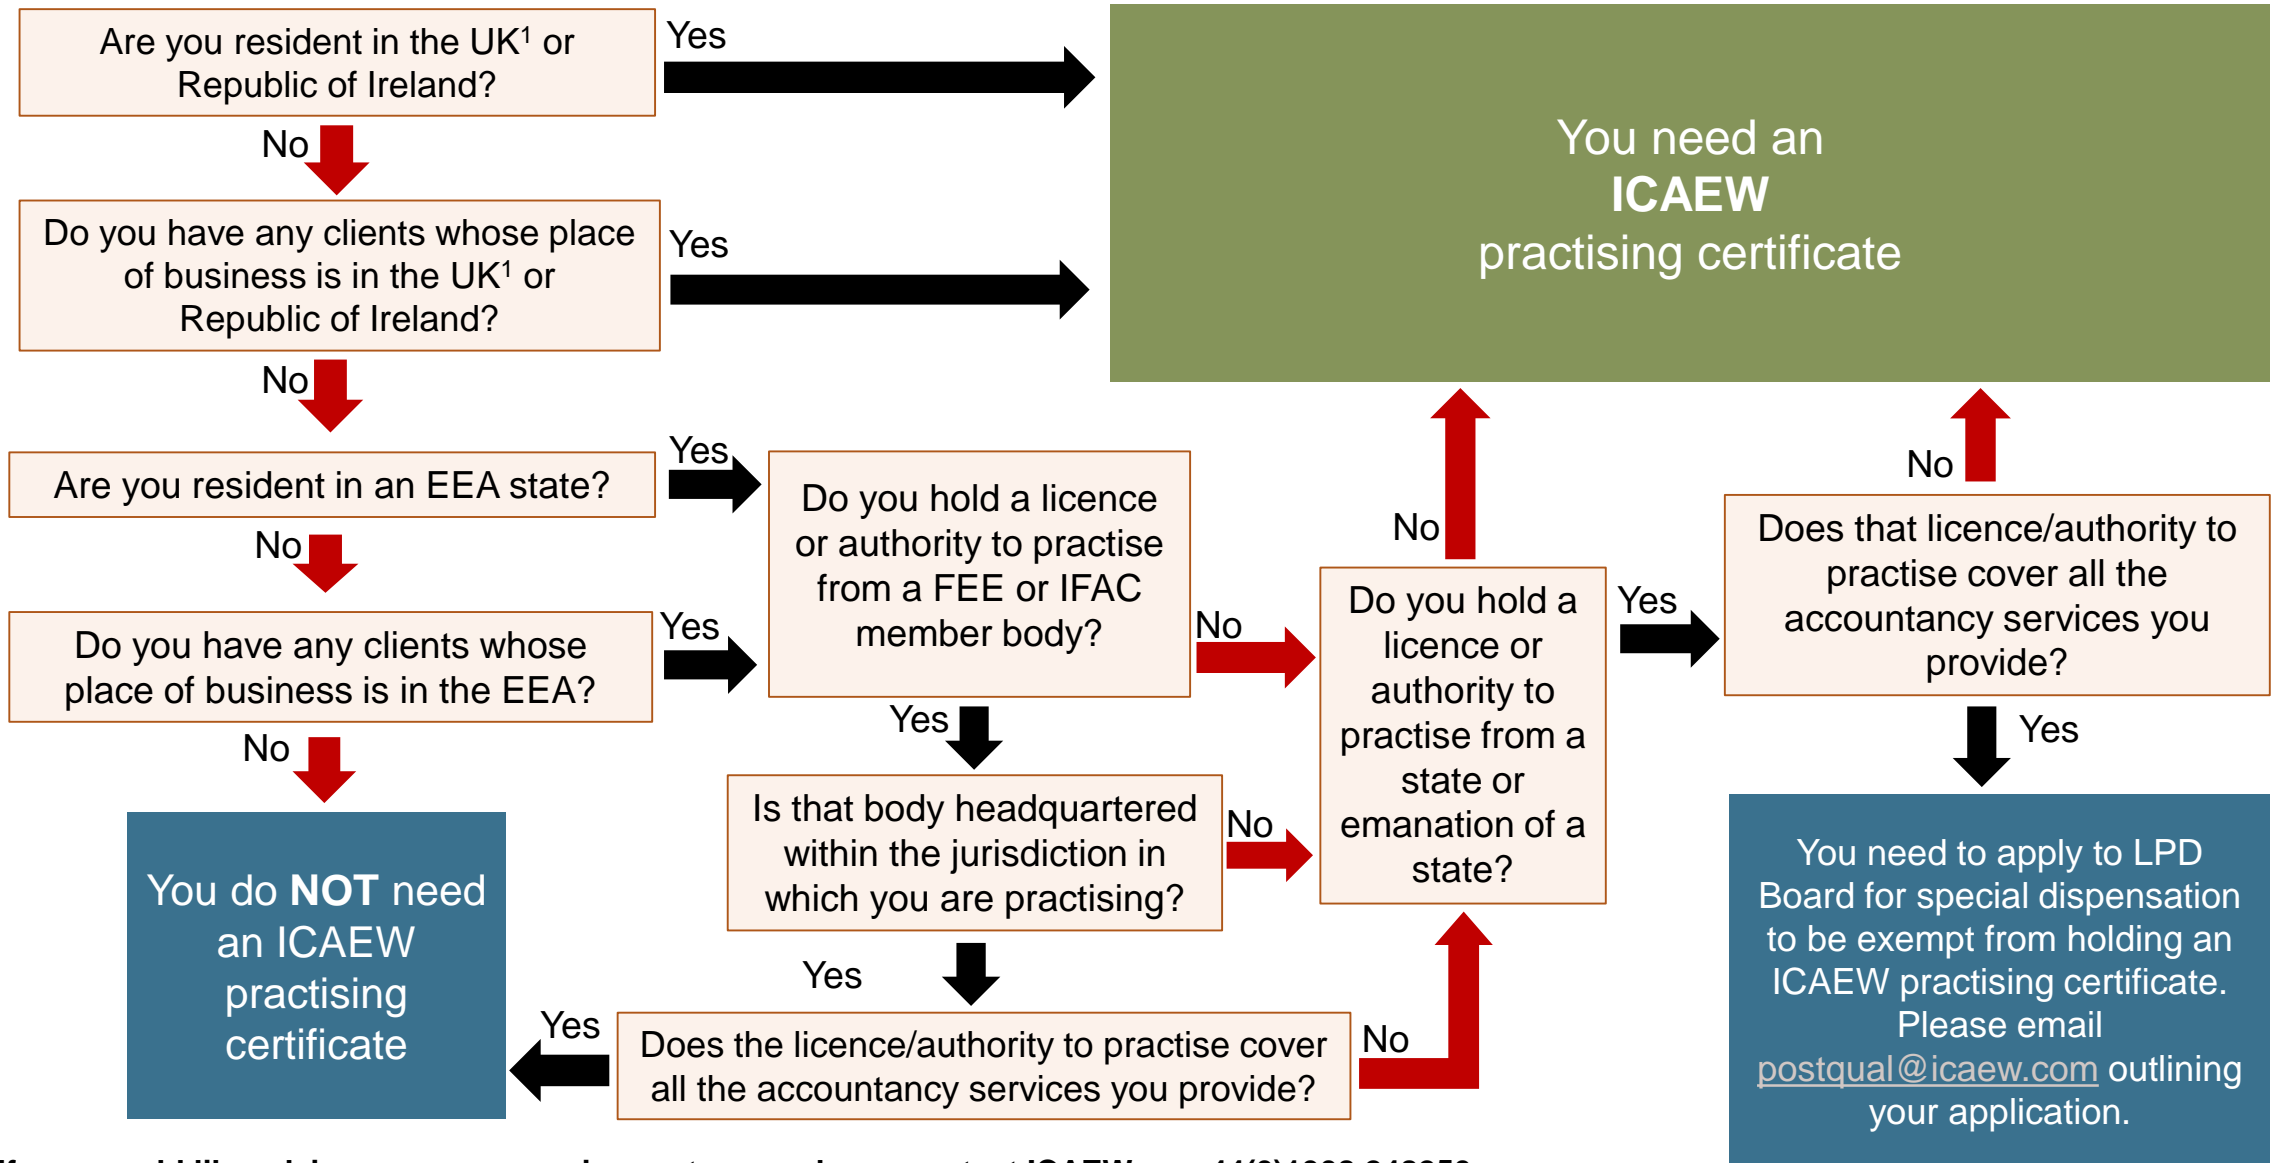 Are you resident in the UK¹ or
Republic of Ireland?
Yes
No
Do you have any clients whose place
of business is in the UK¹ or
Republic of Ireland?
Yes
No
You need an
ICAEW
practising certificate
Are you resident in an EEA state?
Yes
No
Do you have any clients whose
place of business is in the EEA?
Yes
No
You do NOT need
an ICAEW
practising
certificate
Do you hold a licence
or authority to practise
from a FEE or IFAC
member body?
No
Yes
Is that body headquartered
within the jurisdiction in
which you are practising?
No
Yes
Does the licence/authority to practise cover
all the accountancy services you provide?
Yes
No
Do you hold a
licence or
authority to
practise from a
state or
emanation of a
state?
No
Yes
Does that licence/authority to
practise cover all the
accountancy services you
provide?
No
Yes
You need to apply to LPD
Board for special dispensation
to be exempt from holding an
ICAEW practising certificate.
Please email
postqual@icaew.com outlining
your application.